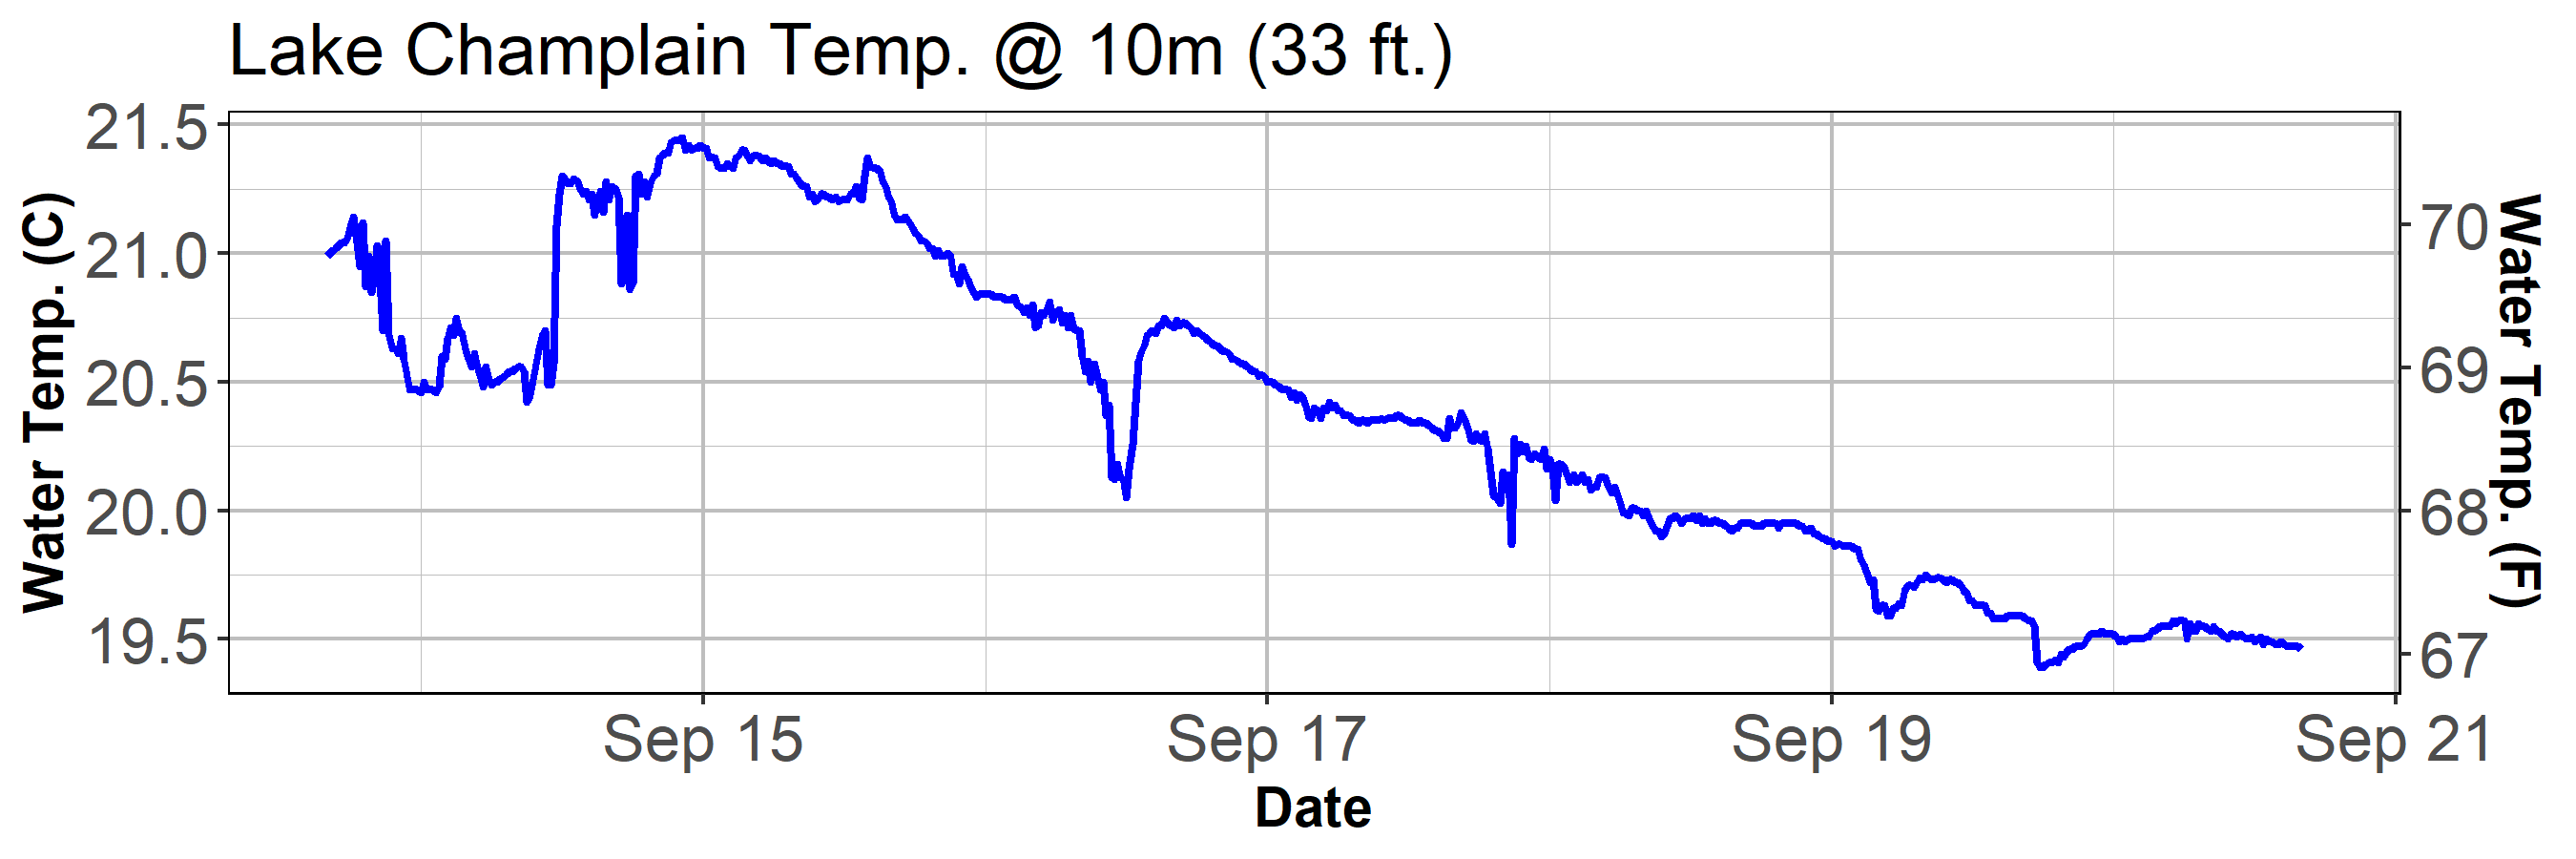 Lake Champlain Temp. @ 10m (33 ft.)
Water Temp. (C)
21.5
21.0
20.5
20.0
19.5
70
69
68
67
Water Temp. (F)
Sep 15
Sep 17
Sep 19
Sep 21
Date